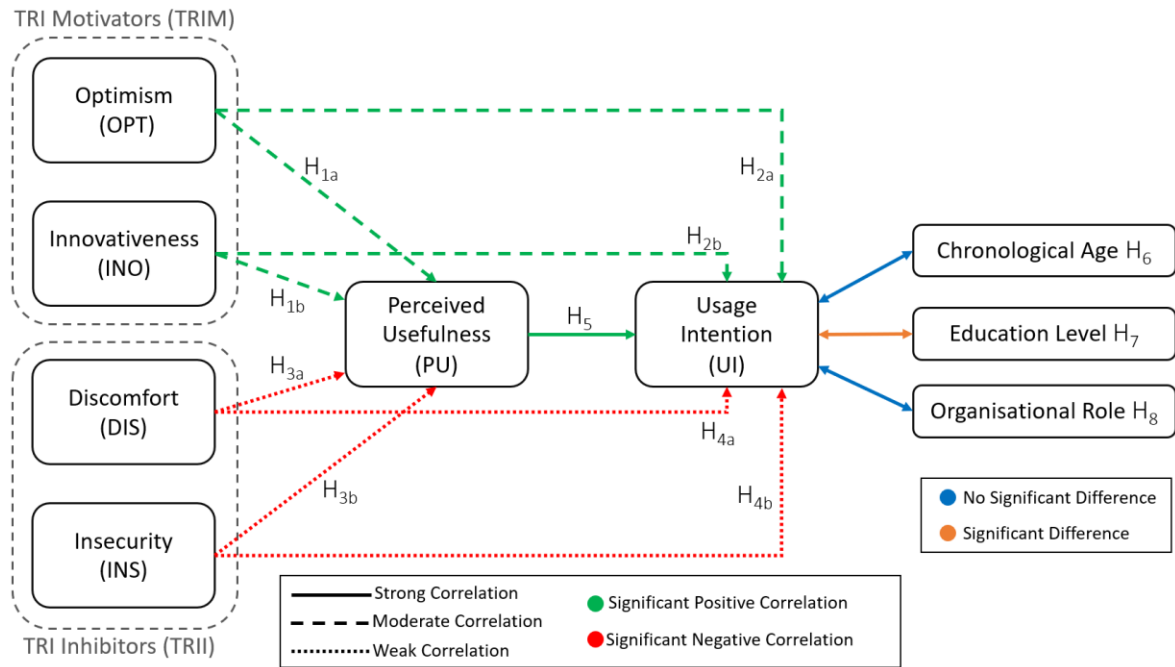 TRI Motivators (TRIM)
Optimism
(OPT)
H1a
H2a
Innovativeness
(INO)
H2b
H1b
Chronological Age H6
Perceived
Usefulness
(PU)
H5
Usage
Intention
(UI)
Education Level H7
H3a
Discomfort
(DIS)
H4a
Organisational Role H8
H3b
H4b
Insecurity
(INS)
TRI Inhibitors (TRII)
No Significant Difference
Significant Difference
Strong Correlation
Moderate Correlation
Weak Correlation
Significant Positive Correlation
Significant Negative Correlation